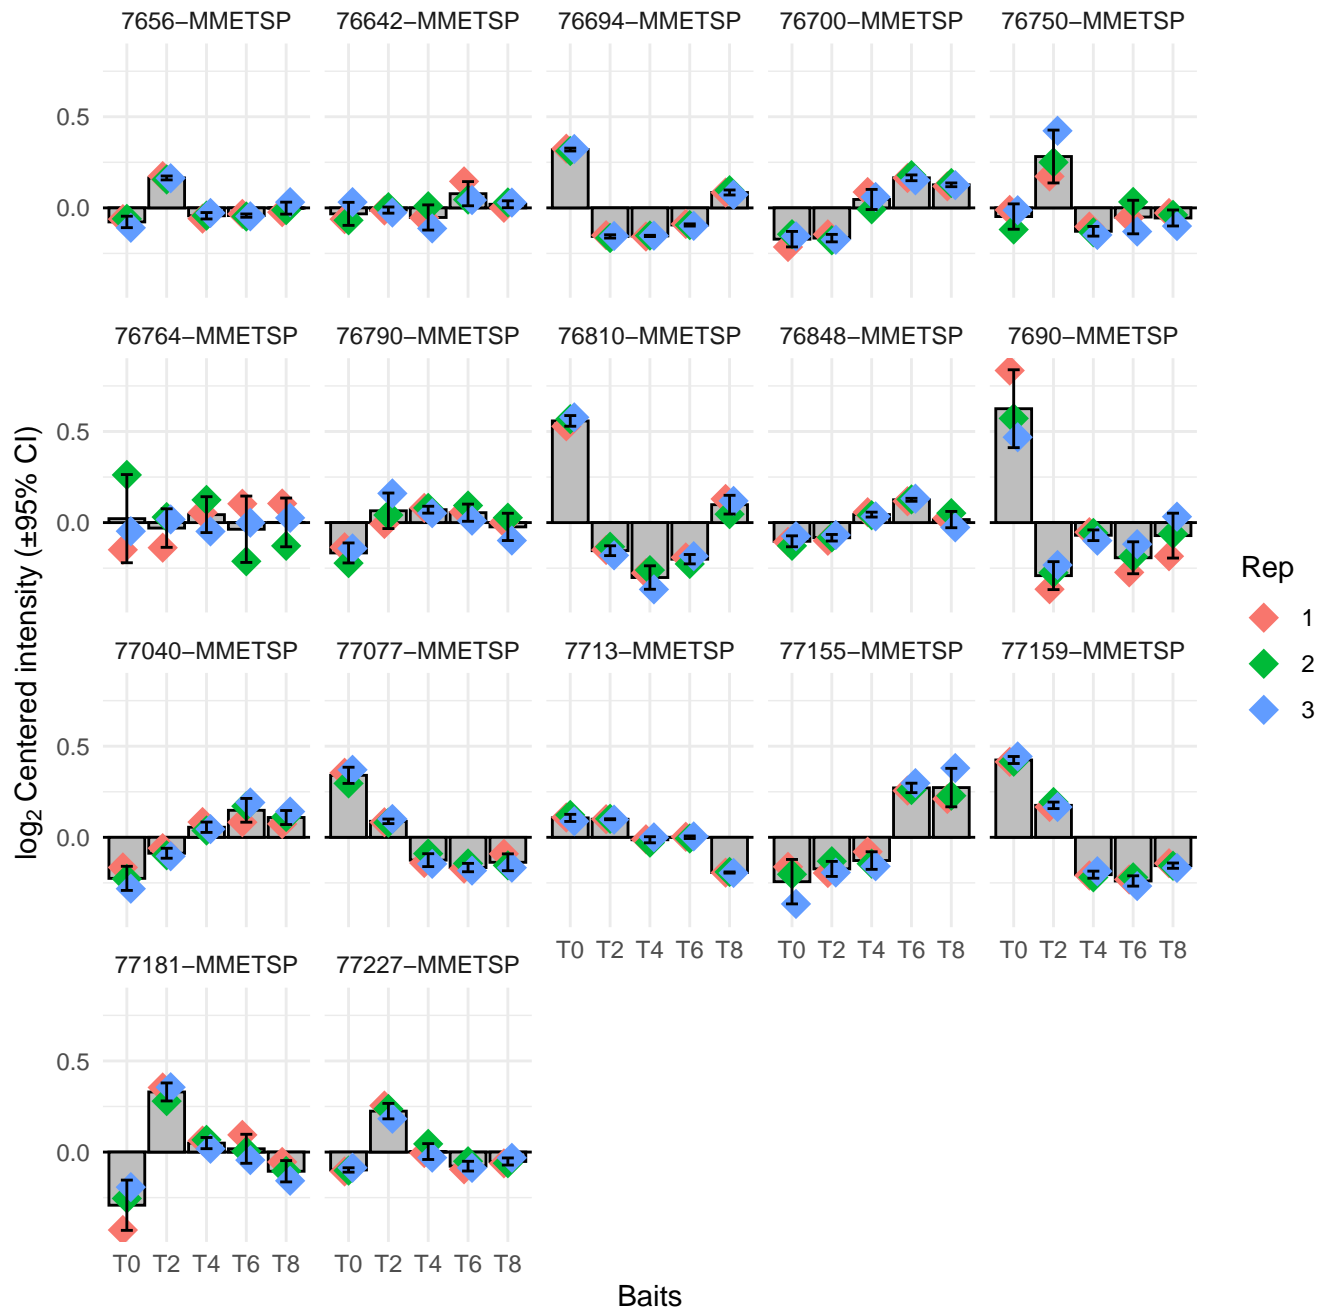 7656−MMETSP 76642−MMETSP 76694−MMETSP 76700−MMETSP 76750−MMETSP
0.5
0.0
76764−MMETSP 76790−MMETSP 76810−MMETSP 76848−MMETSP 7690−MMETSP
0.5
0.0
77040−MMETSP 77077−MMETSP 7713−MMETSP 77155−MMETSP 77159−MMETSP
0.5
0.0
T0 T2 T4 T6 T8 T0 T2 T4 T6 T8 T0 T2 T4 T6 T8
77181−MMETSP 77227−MMETSP
0.5
0.0
T0 T2 T4 T6 T8 T0 T2 T4 T6 T8
Baits
log₂ Centered intensity (±95% CI)
Rep
1
2
3